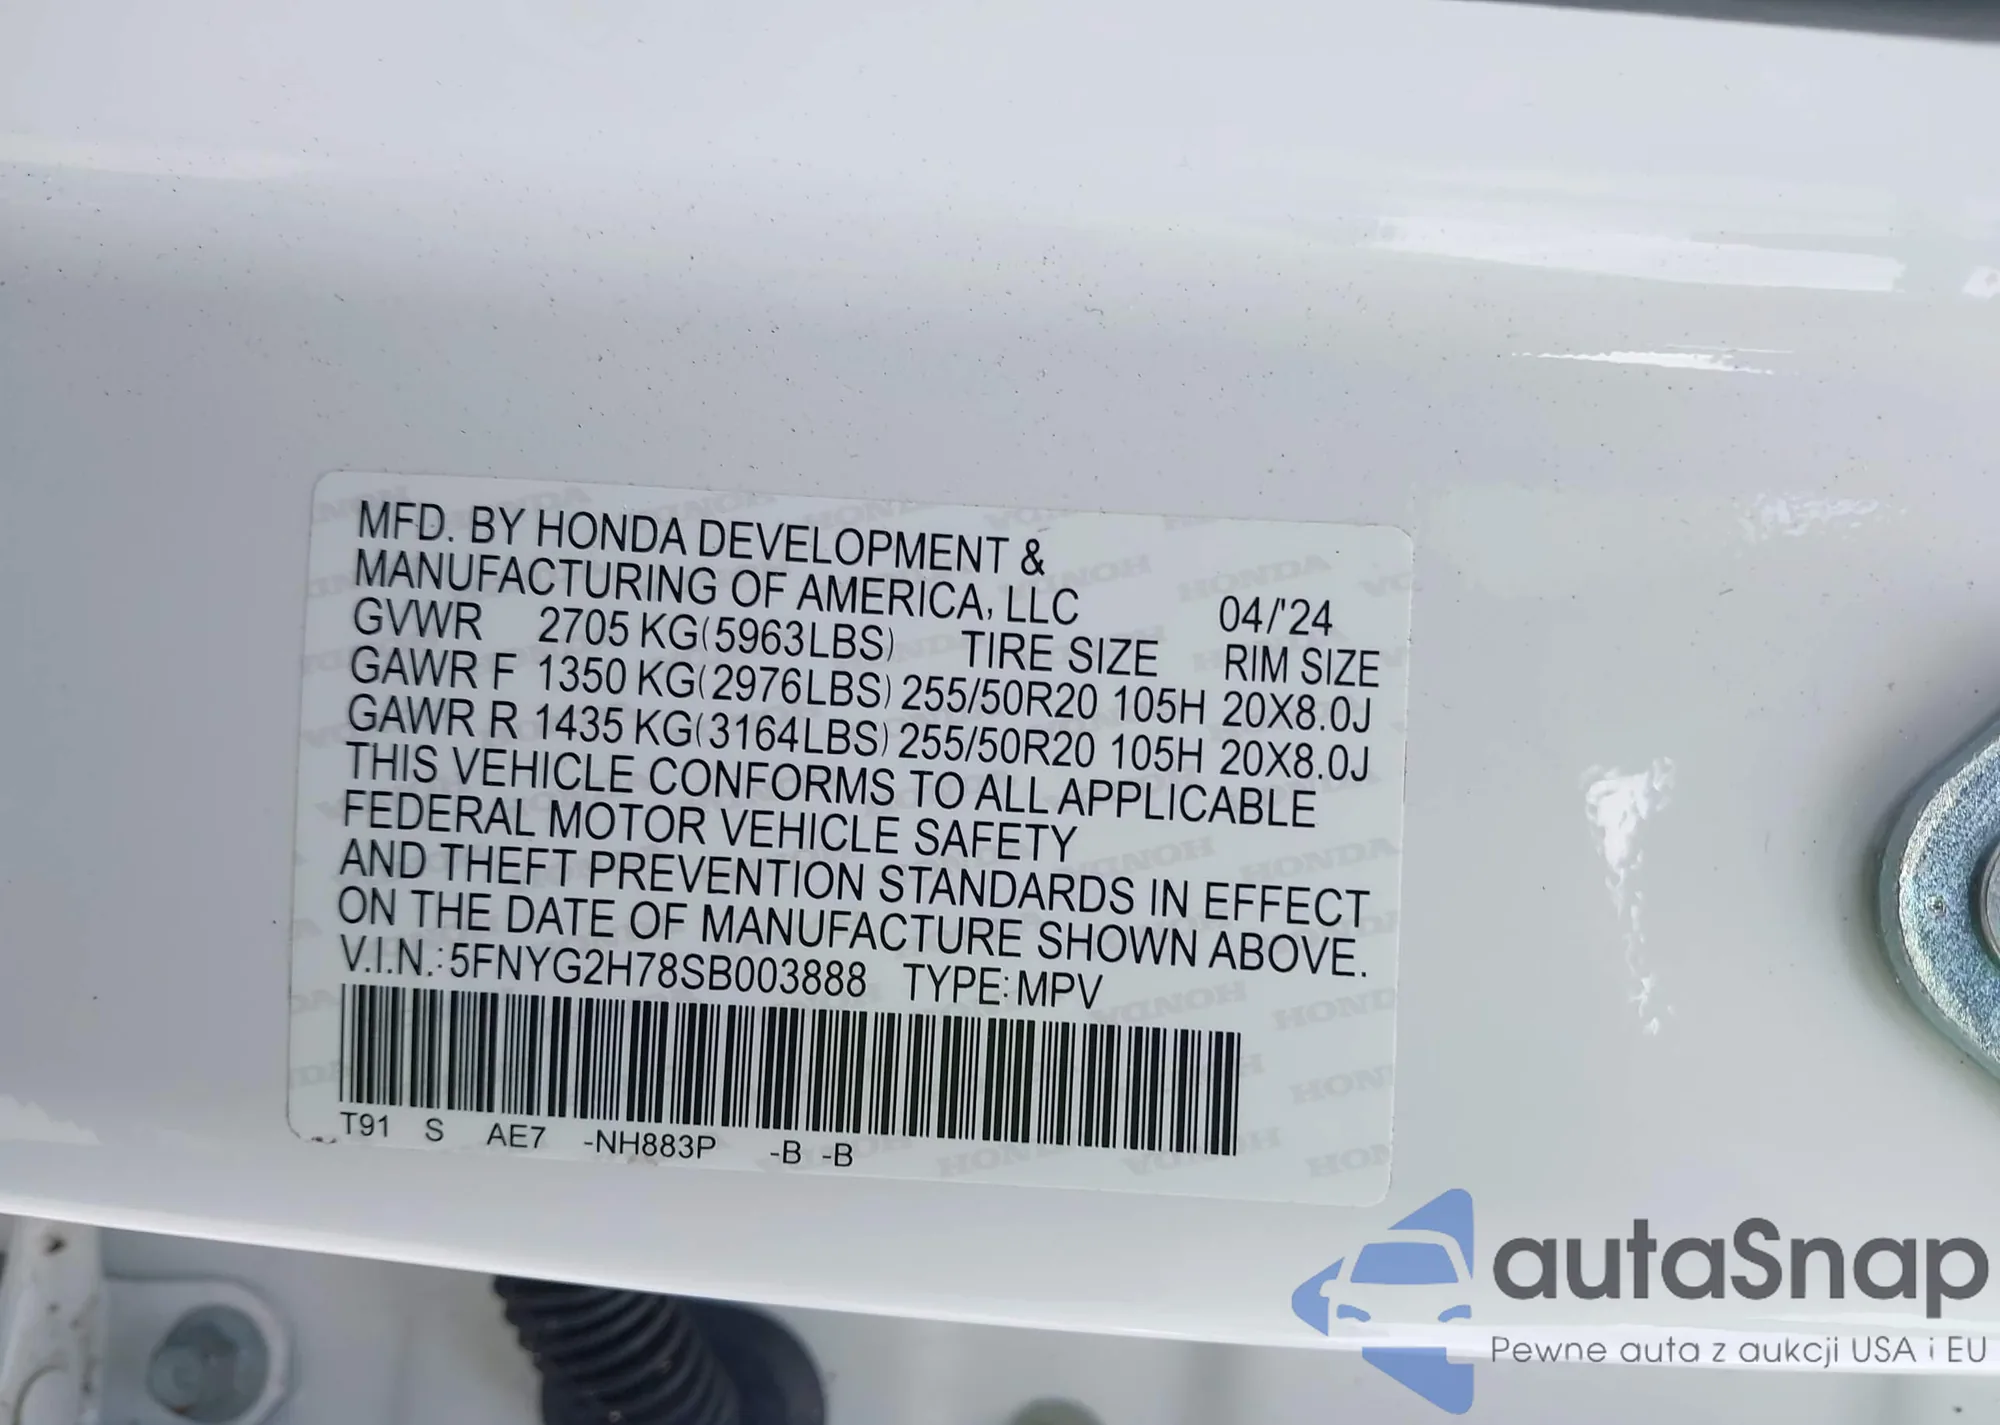 MFD. BY HONDA DEVELOPMENT &
MANUFACTURING OF AMERICA, LLC 04/'24
GVWR 2705 KG(5963LBS) TIRE SIZE RIM SIZE
GAWR F 1350 KG(2976LBS) 255/50R20 105H 20X8.0J
GAWR R 1435 KG(3164LBS) 255/50R20 105H 20X8.0J
THIS VEHICLE CONFORMS TO ALL APPLICABLE
FEDERAL MOTOR VEHICLE SAFETY
AND THEFT PREVENTION STANDARDS IN EFFECT
ON THE DATE OF MANUFACTURE SHOWN ABOVE.
V.I.N.:5FNYG2H78SB003888 TYPE:MPV
T91 S AE7 -NH883P -B -B
autaSnap
Pewne auta z aukcji USA i EU